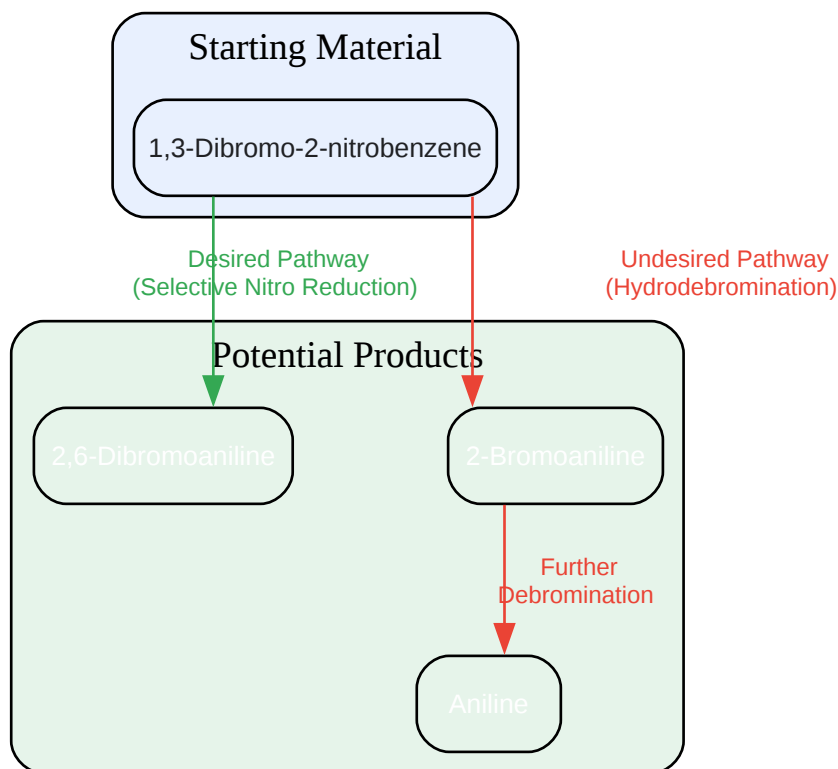 Starting Material
1,3-Dibromo-2-nitrobenzene
Desired Pathway
(Selective Nitro Reduction)
Undesired Pathway
(Hydrodebromination)
Potential Products
2,6-Dibromoaniline
2-Bromoaniline
Further
Debromination
Aniline